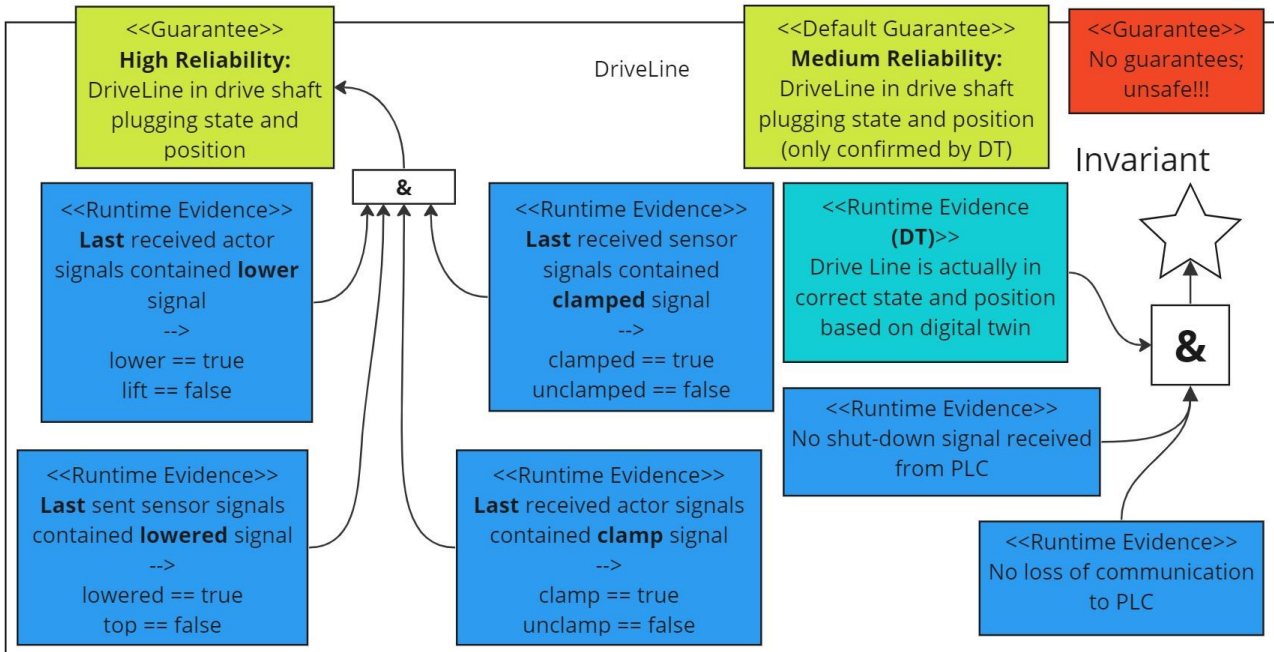 <<Guarantee>>
High Reliability:
DriveLine in drive shaft
plugging state and
position
DriveLine
<<Default Guarantee>>
Medium Reliability:
DriveLine in drive shaft
plugging state and position
(only confirmed by DT)
<<Guarantee>>
No guarantees;
unsafe!!!
Invariant
&
<<Runtime Evidence>>
Last received actor
signals contained lower
signal
-->
lower == true
lift == false
<<Runtime Evidence>>
Last received sensor
signals contained
clamped signal
-->
clamped == true
unclamped == false
<<Runtime Evidence
(DT)>>
Drive Line is actually in
correct state and position
based on digital twin
&
<<Runtime Evidence>>
No shut-down signal received
from PLC
<<Runtime Evidence>>
Last sent sensor signals
contained lowered signal
-->
lowered == true
top == false
<<Runtime Evidence>>
Last received actor signals
contained clamp signal
-->
clamp == true
unclamp == false
<<Runtime Evidence>>
No loss of communication
to PLC